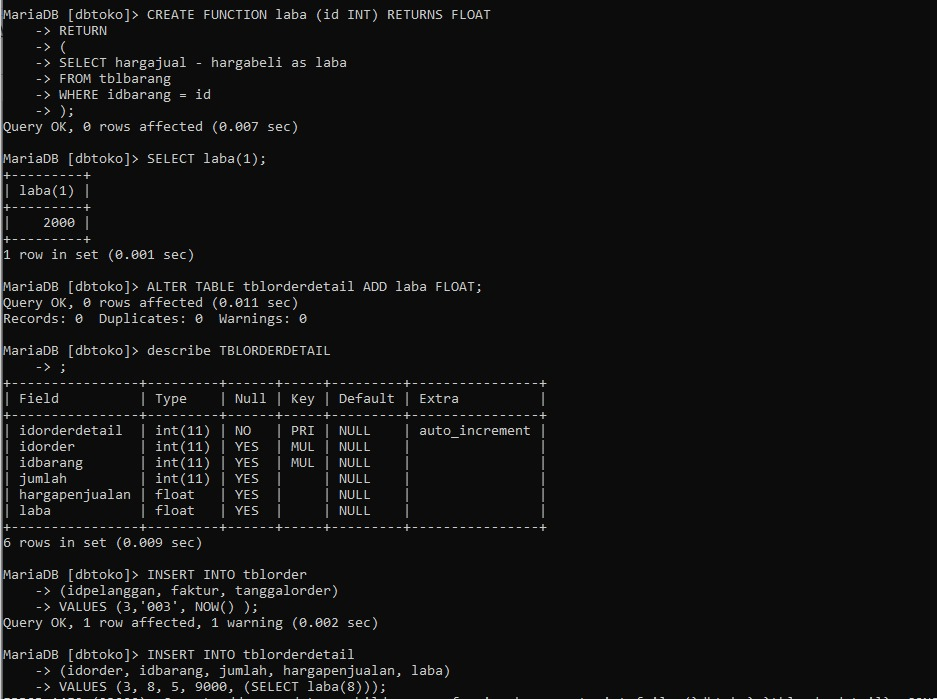 MariaDB [dbtoko]> CREATE FUNCTION laba (id INT) RETURNS FLOAT
    -> RETURN
    -> (
    -> SELECT hargajual - hargabeli as laba
    -> FROM tblbarang
    -> WHERE idbarang = id
    -> );
Query OK, 0 rows affected (0.007 sec)

MariaDB [dbtoko]> SELECT laba(1);
+---------+
| laba(1) |
+---------+
|    2000 |
+---------+
1 row in set (0.001 sec)

MariaDB [dbtoko]> ALTER TABLE tblorderdetail ADD laba FLOAT;
Query OK, 0 rows affected (0.011 sec)
Records: 0  Duplicates: 0  Warnings: 0

MariaDB [dbtoko]> describe TBLORDERDETAIL
    -> ;
+----------------+---------+------+-----+---------+----------------+
| Field          | Type    | Null | Key | Default | Extra          |
+----------------+---------+------+-----+---------+----------------+
| idorderdetail  | int(11) | NO   | PRI | NULL    | auto_increment |
| idorder        | int(11) | YES  | MUL | NULL    |                |
| idbarang       | int(11) | YES  | MUL | NULL    |                |
| jumlah         | int(11) | YES  |     | NULL    |                |
| hargapenjualan | float   | YES  |     | NULL    |                |
| laba           | float   | YES  |     | NULL    |                |
+----------------+---------+------+-----+---------+----------------+
6 rows in set (0.009 sec)

MariaDB [dbtoko]> INSERT INTO tblorder
    -> (idpelanggan, faktur, tanggalorder)
    -> VALUES (3,'003', NOW() );
Query OK, 1 row affected, 1 warning (0.002 sec)

MariaDB [dbtoko]> INSERT INTO tblorderdetail
    -> (idorder, idbarang, jumlah, hargapenjualan, laba)
    -> VALUES (3, 8, 5, 9000, (SELECT laba(8)));